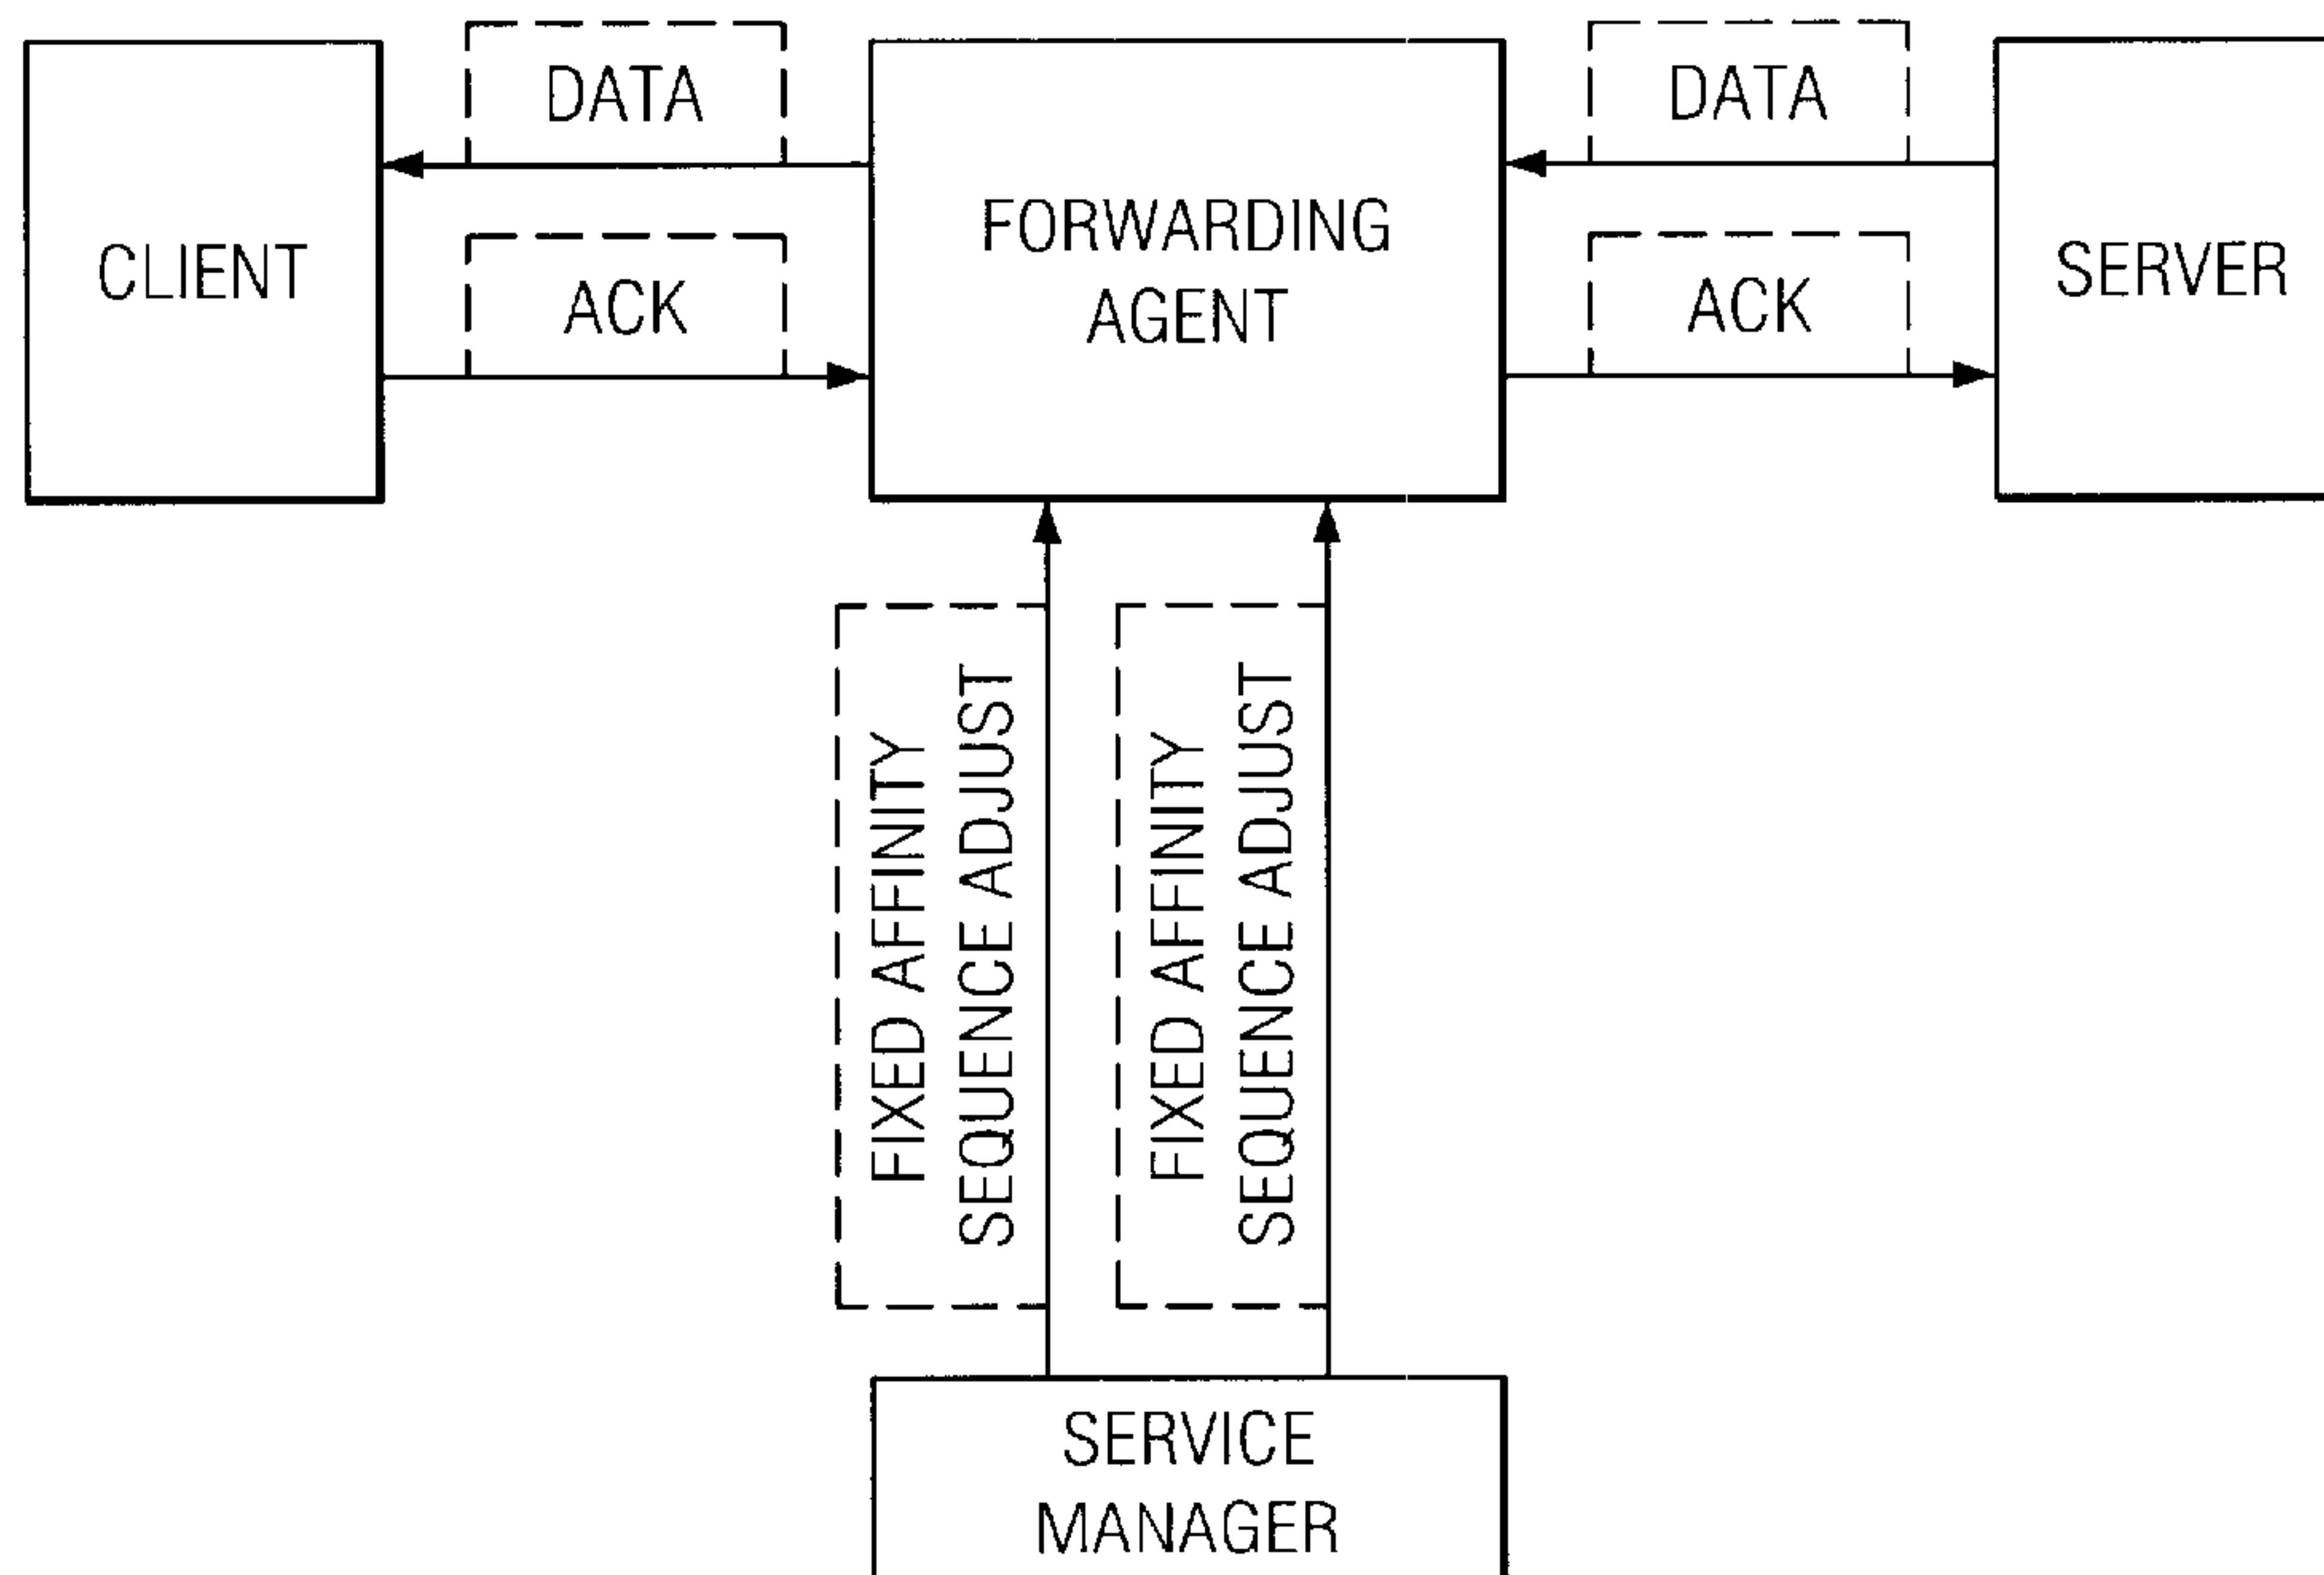 DATA
DATA
CLIENT
ACK
FORWARDING
AGENT
ACK
SERVER
FIXED AFFINITY
SEQUENCE ADJUST
FIXED AFFINITY
SEQUENCE ADJUST
SERVICE
MANAGER